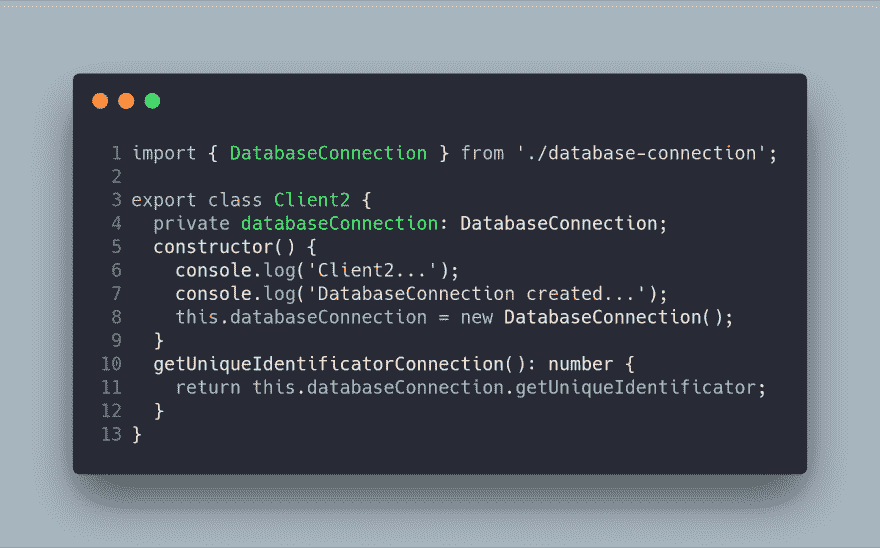 1 import { DatabaseConnection } from './database-connection';
2
3 export class Client2 {
4   private databaseConnection: DatabaseConnection;
5   constructor() {
6     console.log('Client2...');
7     console.log('DatabaseConnection created...');
8     this.databaseConnection = new DatabaseConnection();
9   }
10   getUniqueIdentificatorConnection(): number {
11     return this.databaseConnection.getUniqueIdentificator;
12   }
13 }